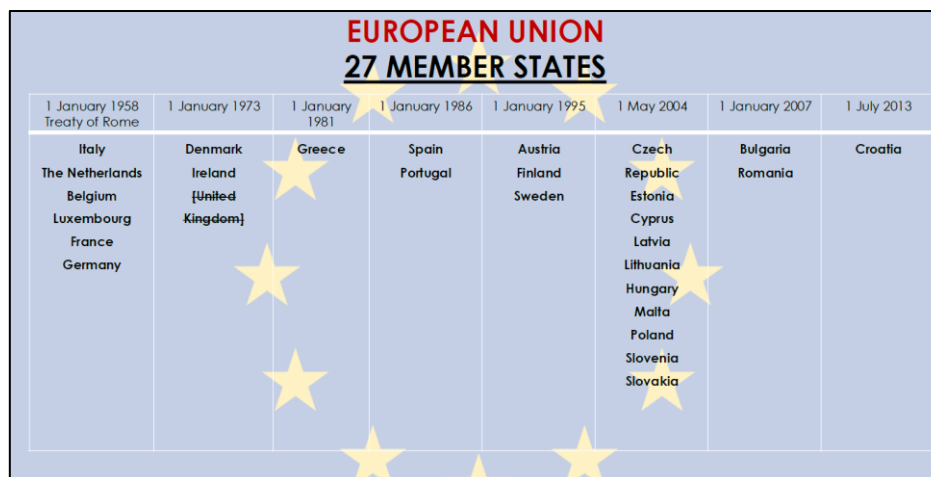 EUROPEAN UNION
27 MEMBER STATES
1 January 1958
Treaty of Rome
1 January 1973
1 January
1981
1 January 1986
1 January 1995
1 May 2004
1 January 2007
1 July 2013
Italy
The Netherlands
Belgium
Luxembourg
France
Germany
Denmark
Ireland
[United
Kingdom]
Greece
Spain
Portugal
Austria
Finland
Sweden
Czech
Republic
Estonia
Cyprus
Latvia
Lithuania
Hungary
Malta
Poland
Slovenia
Slovakia
Bulgaria
Romania
Croatia